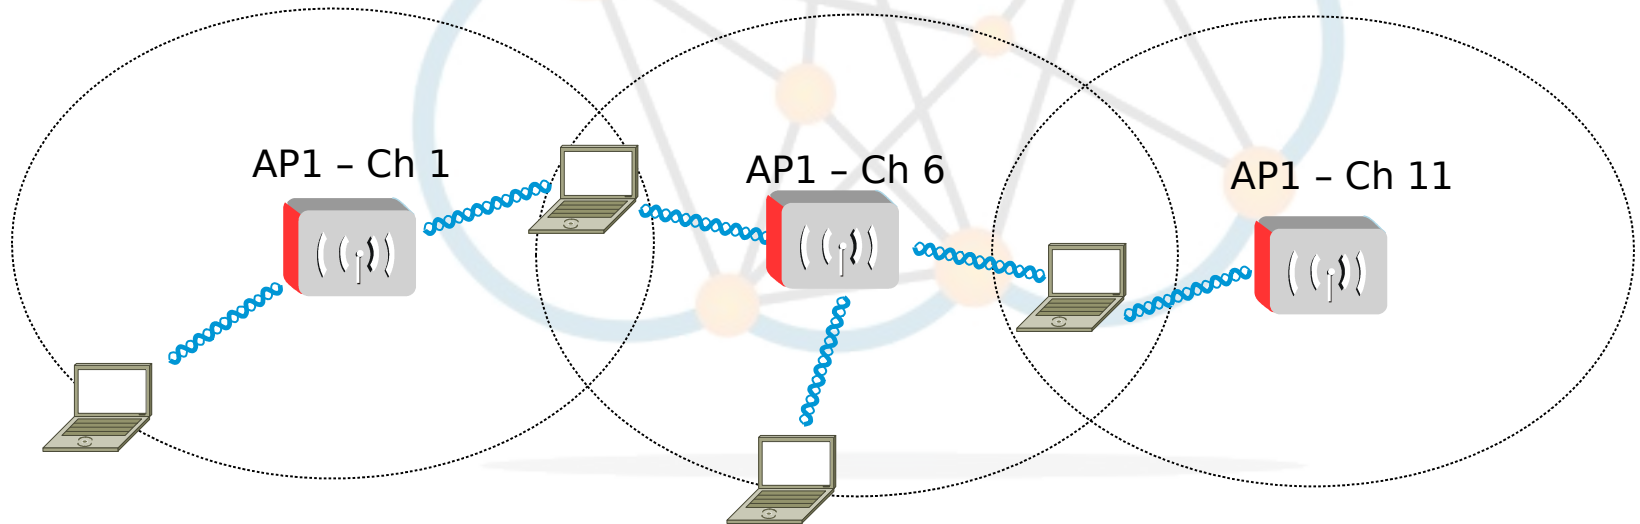 AP1 – Ch 1
AP1 – Ch 6
AP1 – Ch 11